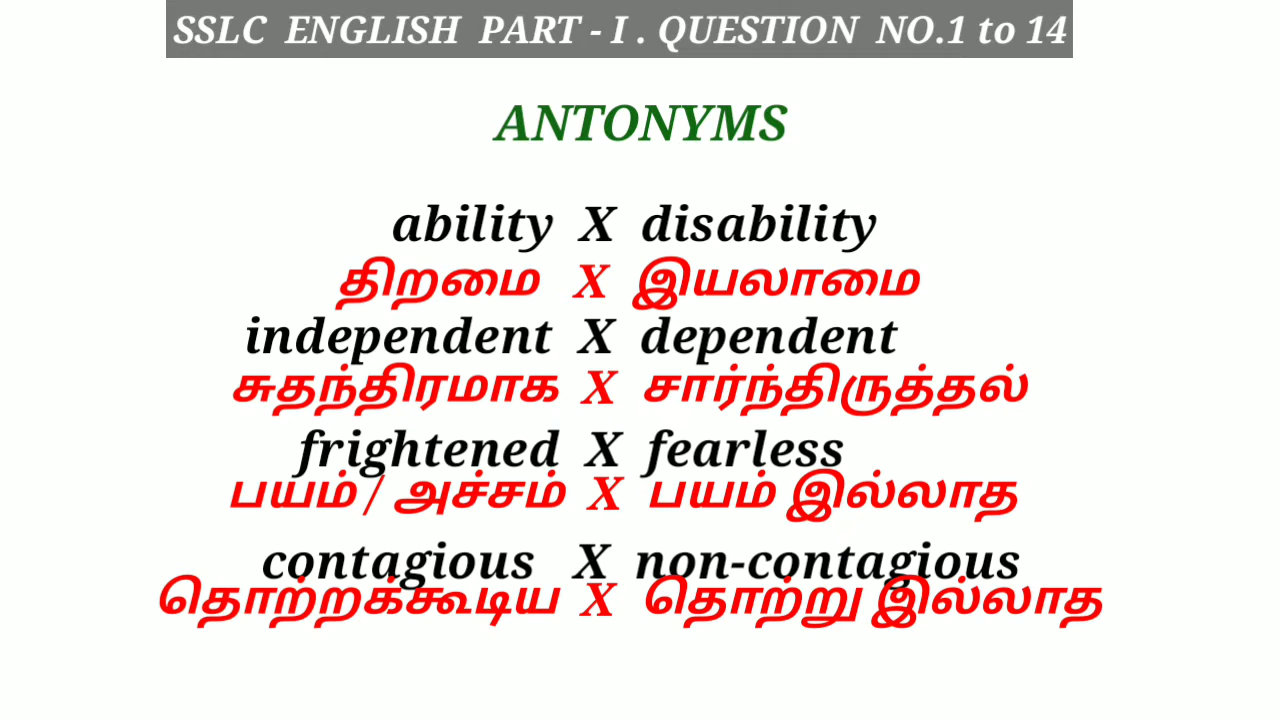 SSLC ENGLISH PART - I . QUESTION NO.1 to 14
ANTONYMS
ability X disability
திறமை X இயலாமை
independent X dependent
சுதந்திரமாக X சார்ந்திருத்தல்
frightened X fearless
பயம் / அச்சம் X பயம் இல்லாத
contagious X non-contagious
தொற்றக்கூடிய X தொற்று இல்லாத